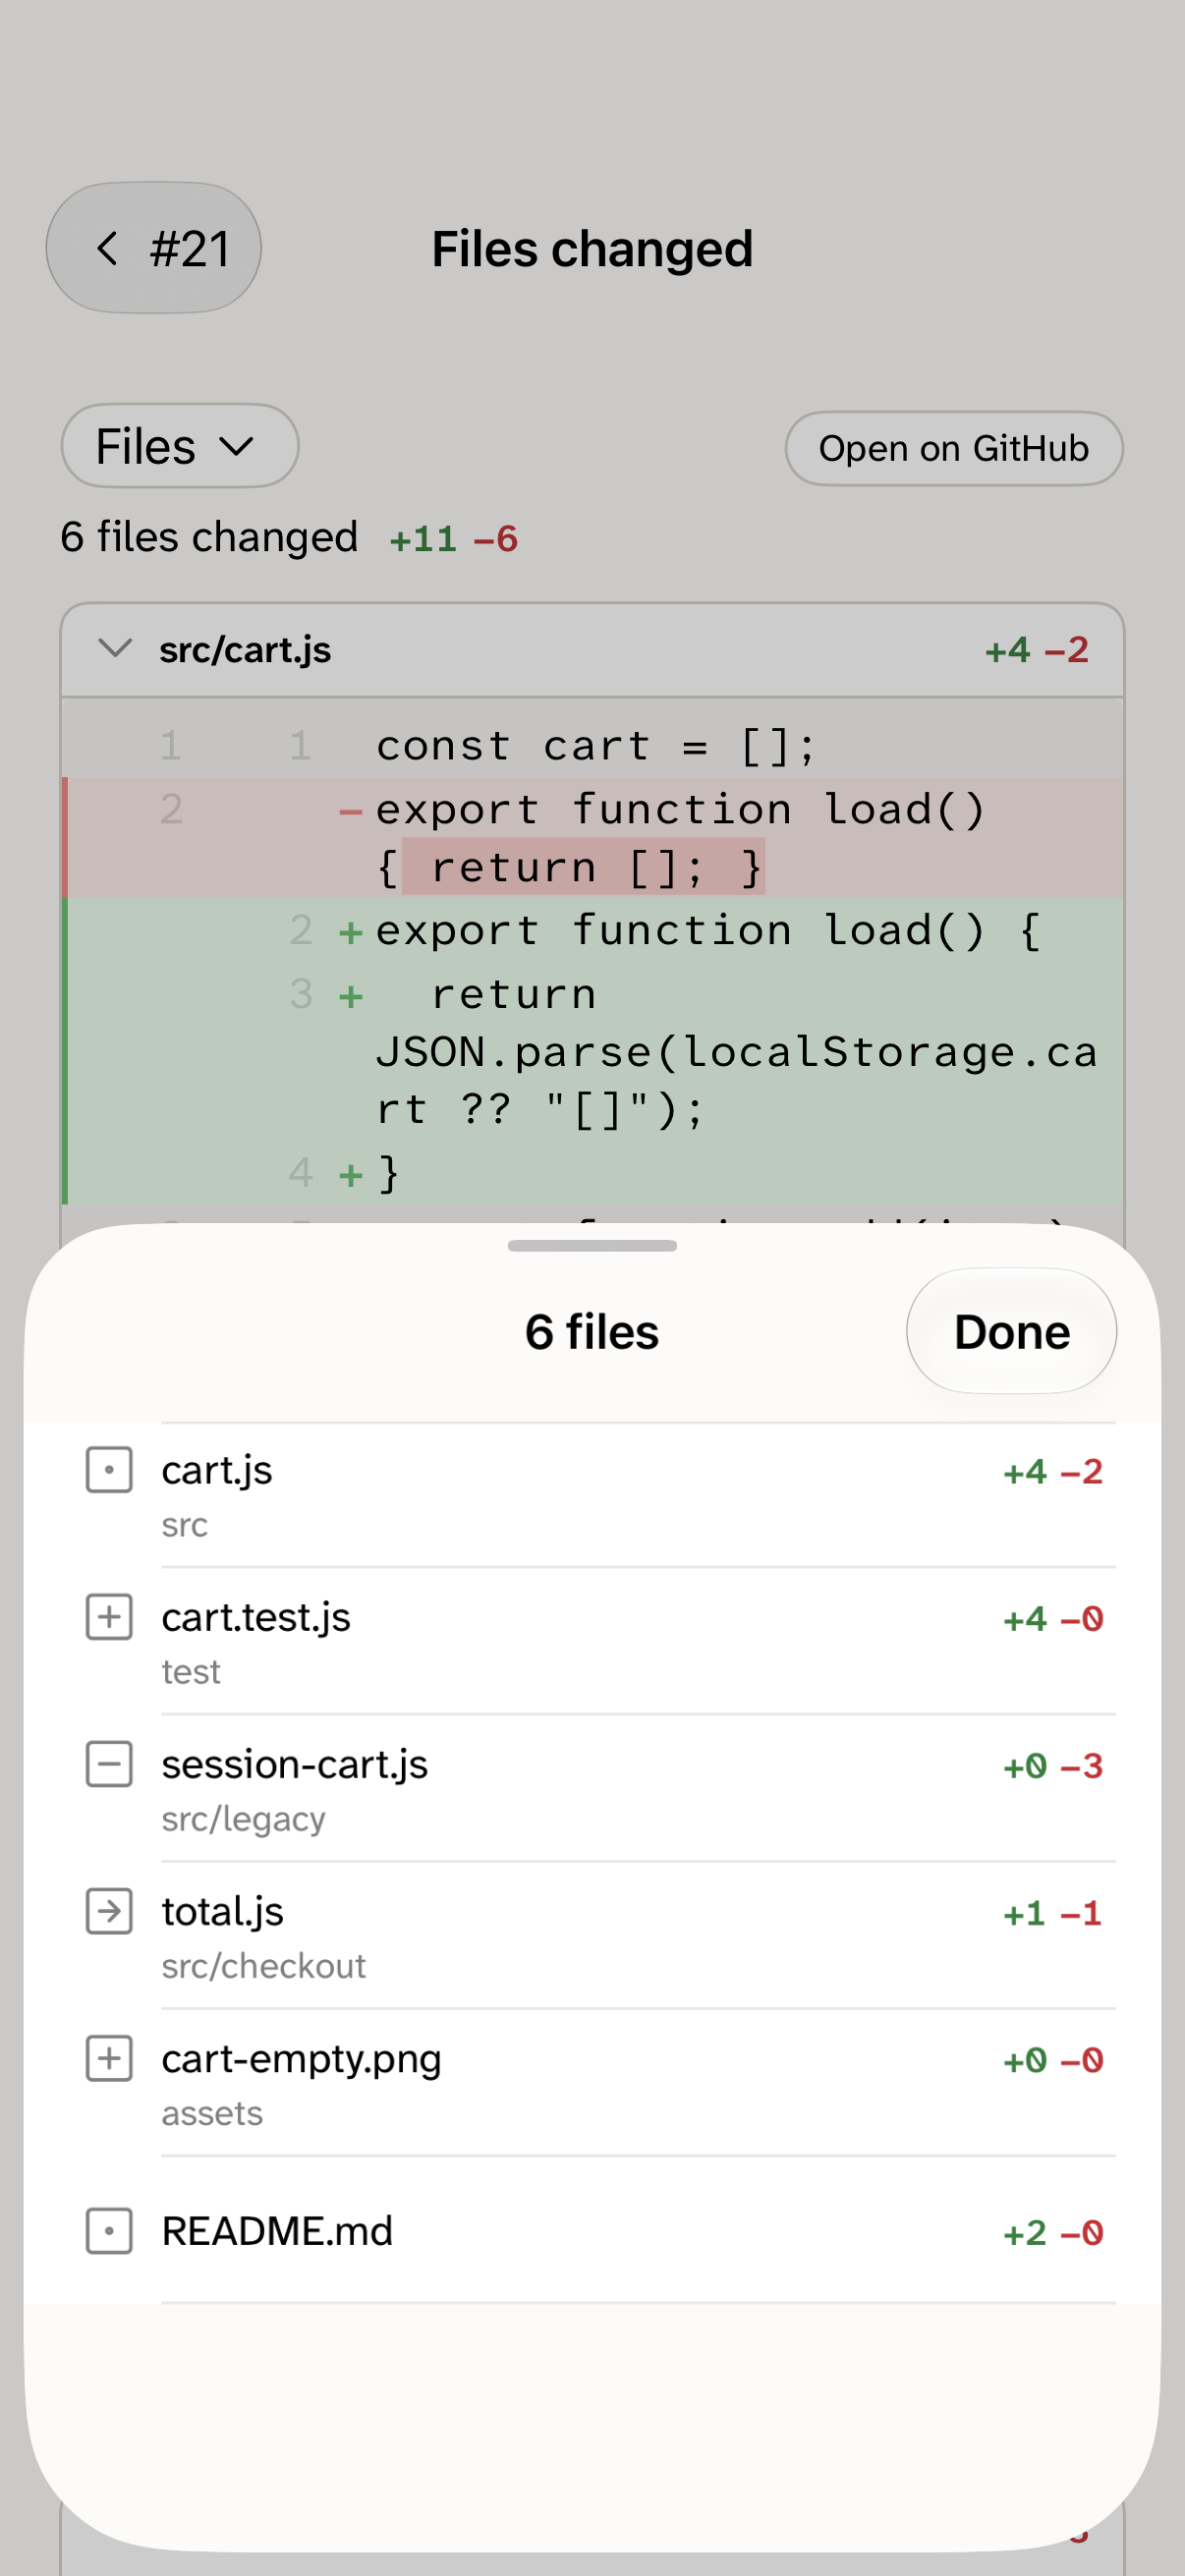 #21
Files changed
Files
Open on GitHub
6 files changed +11 −6
src/cart.js +4 −2
1 1 const cart = [];
2 −export function load()
{ return []; }
2 +export function load() {
3 + return
JSON.parse(localStorage.ca
rt ?? "[]");
4 +}
6 files
Done
cart.js +4 −2
src
cart.test.js +4 −0
test
session-cart.js +0 −3
src/legacy
total.js +1 −1
src/checkout
cart-empty.png +0 −0
assets
README.md +2 −0